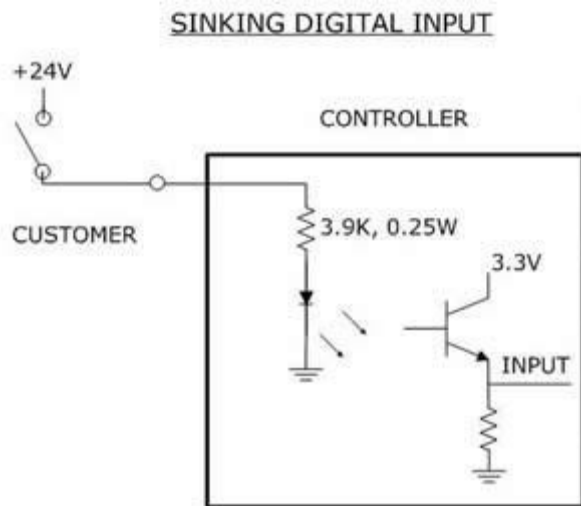 SINKING DIGITAL INPUT
+24V
CONTROLLER
CUSTOMER
3.9K, 0.25W
3.3V
INPUT